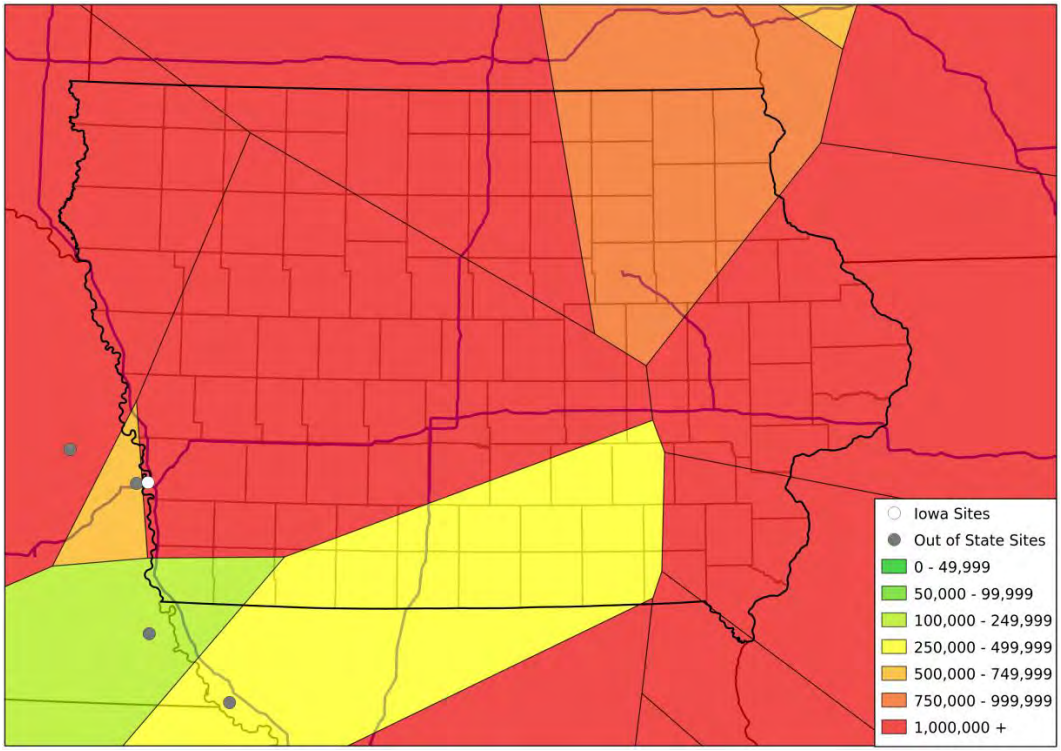 Iowa Sites
Out of State Sites
0 - 49,999
50,000 - 99,999
100,000 - 249,999
250,000 - 499,999
500,000 - 749,999
750,000 - 999,999
1,000,000 +